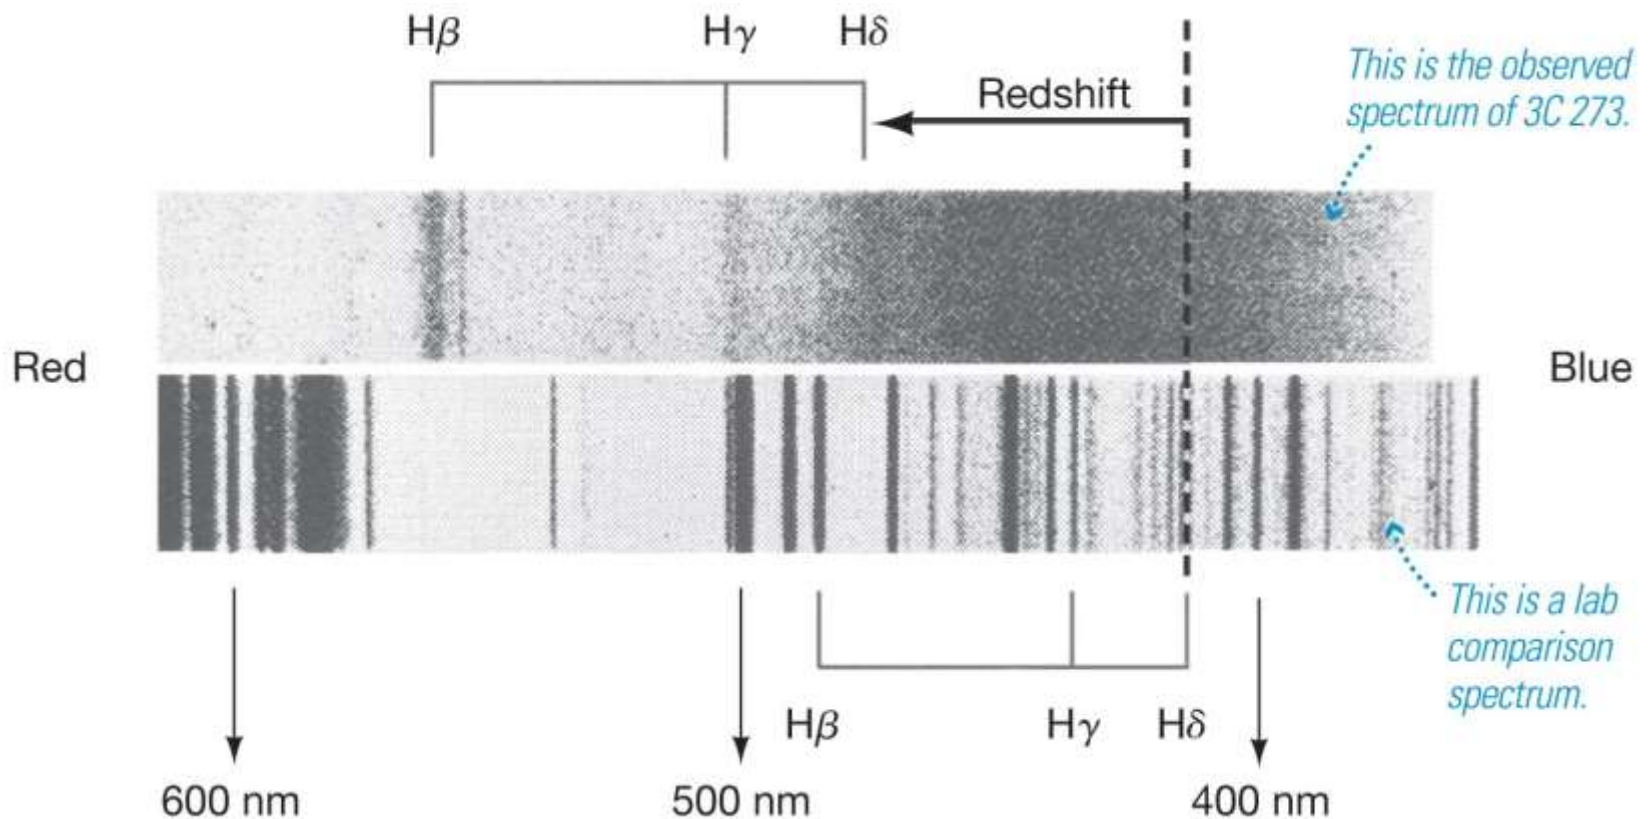 Hβ Hγ Hδ
Redshift
This is the observed
spectrum of 3C 273.
Red
Blue
This is a lab
comparison
spectrum.
Hβ Hγ Hδ
600 nm 500 nm 400 nm